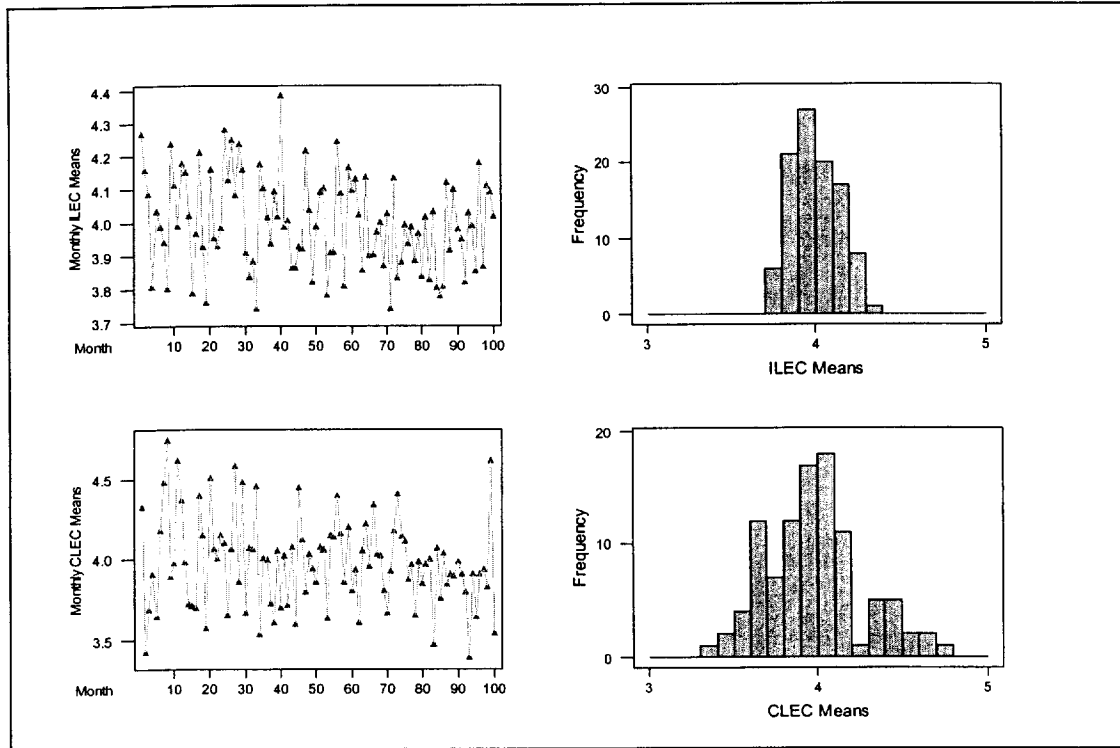 Monthly ILEC Means
4.4
4.3
4.2
4.1
4.0
3.9
3.8
3.7
Month 10 20 30 40 50 60 70 80 90 100
Frequency
30
20
10
0
3 4 5
ILEC Means
Monthly CLEC Means
4.5
4.0
3.5
Month 10 20 30 40 50 60 70 80 90 100
Frequency
20
10
0
3 4 5
CLEC Means